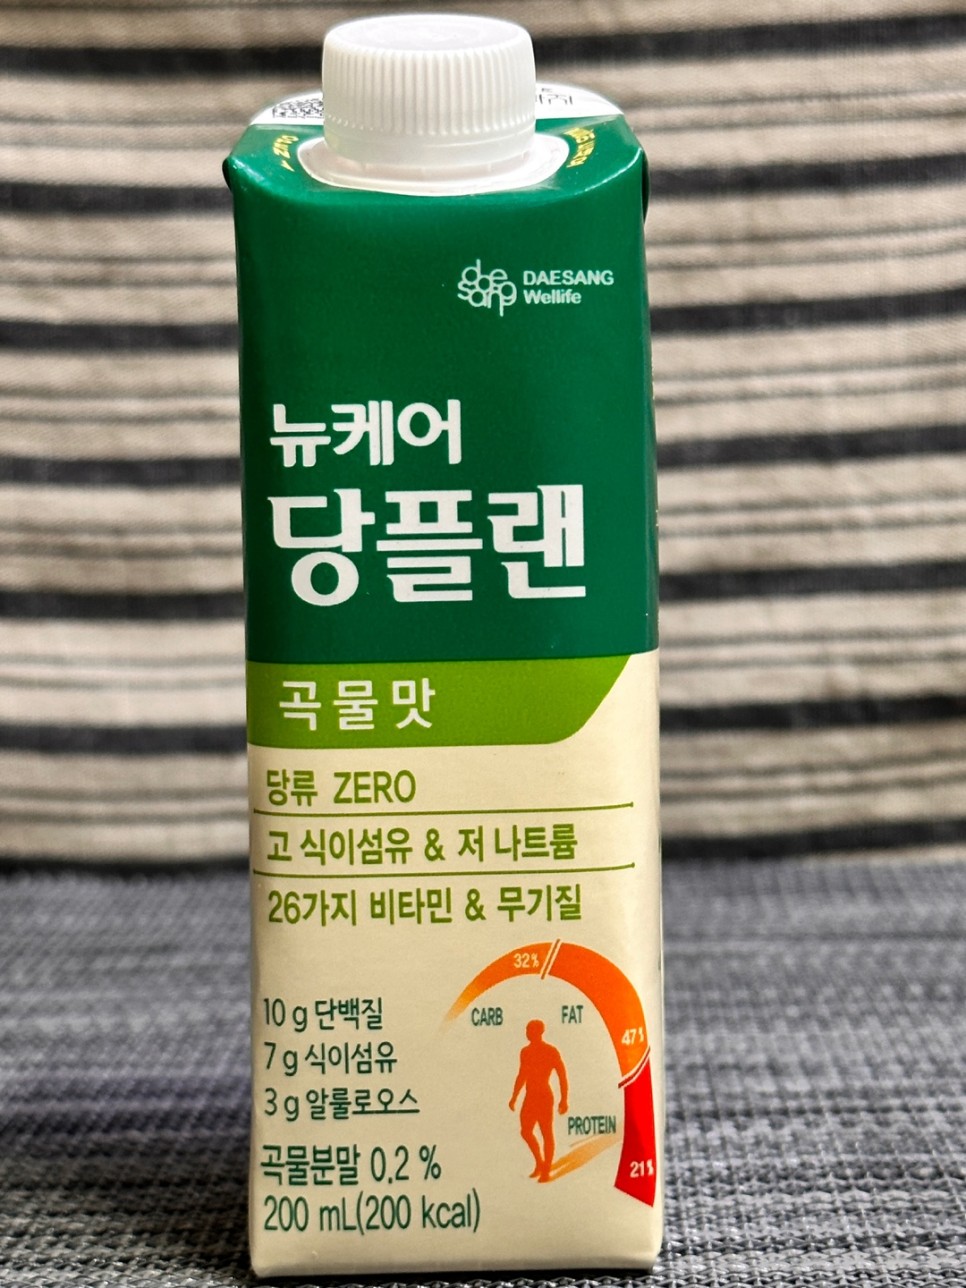 dae
sang
DAESANG
Wellife
뉴케어
당플랜
곡물맛
당류 ZERO
고 식이섬유 & 저 나트륨
26가지 비타민 & 무기질
32%
CARB
FAT
47%
10 g 단백질
7 g 식이섬유
3 g 알룰로오스
PROTEIN
21%
곡물분말 0.2 %
200 mL(200 kcal)